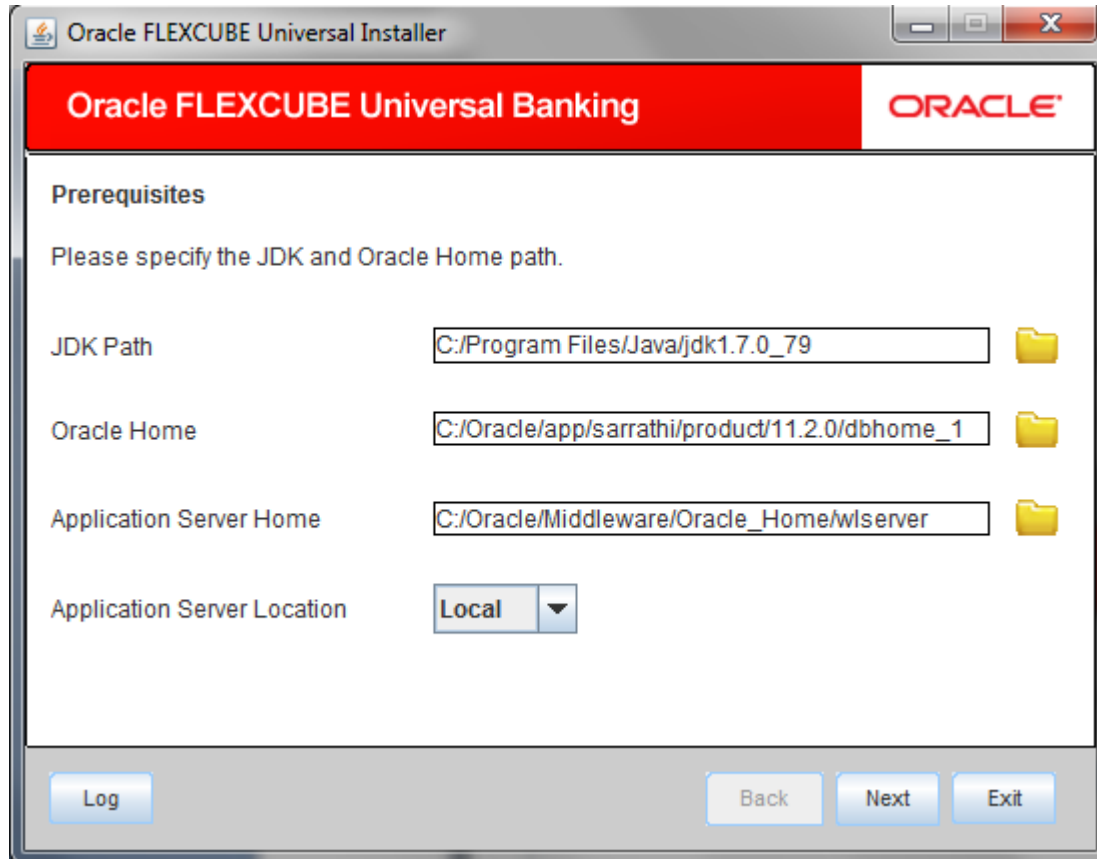 Oracle FLEXCUBE Universal Installer
Oracle FLEXCUBE Universal Banking
ORACLE
Prerequisites
Please specify the JDK and Oracle Home path.
JDK Path
C:/Program Files/Java/jdk1.7.0_79
Oracle Home
C:/Oracle/app/sarrathi/product/11.2.0/dbhome_1
Application Server Home
C:/Oracle/Middleware/Oracle_Home/wlserver
Application Server Location
Local
Log
Back
Next
Exit